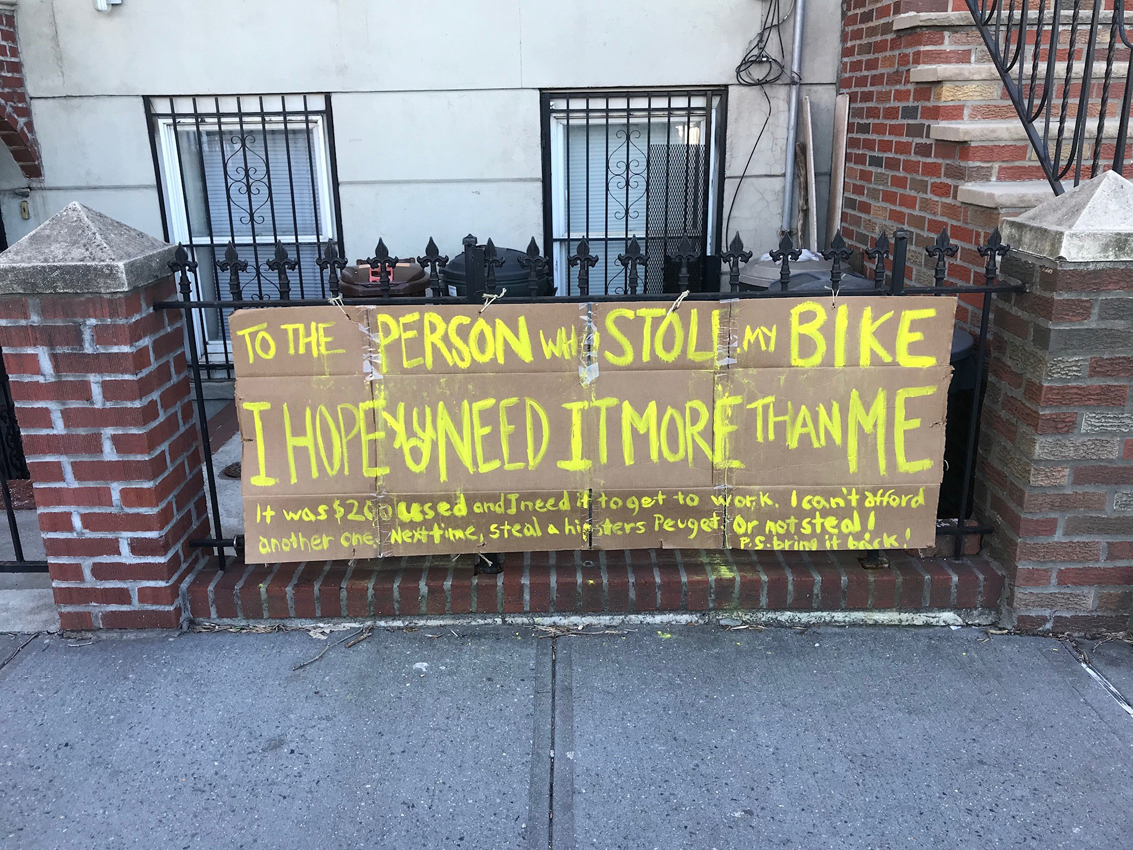 TO THE PERSON WHO STOLE MY BIKE
I HOPE YOU NEED IT MORE THAN ME
It was $200 used and I need it to get to work. I can't afford
another one. Next time, steal a hipsters Peuget. Or not steal!
P.S. bring it back!